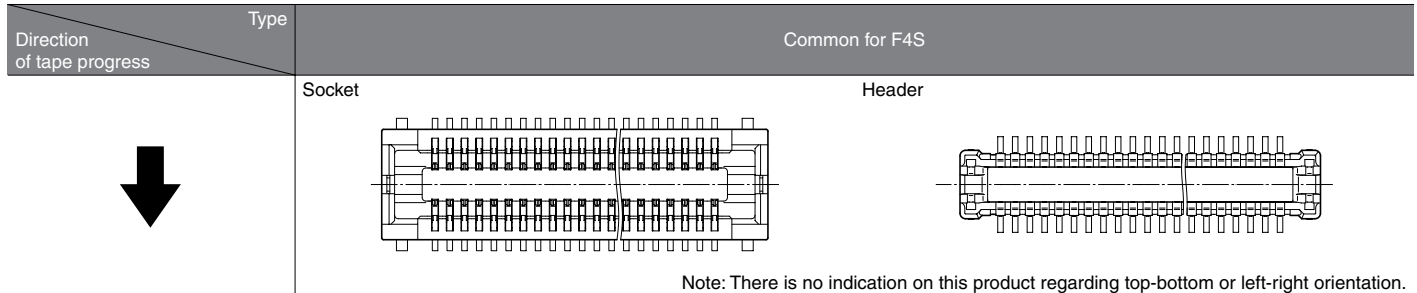 Type
Direction
of tape progress
Common for F4S
Socket
Header
Note: There is no indication on this product regarding top-bottom or left-right orientation.